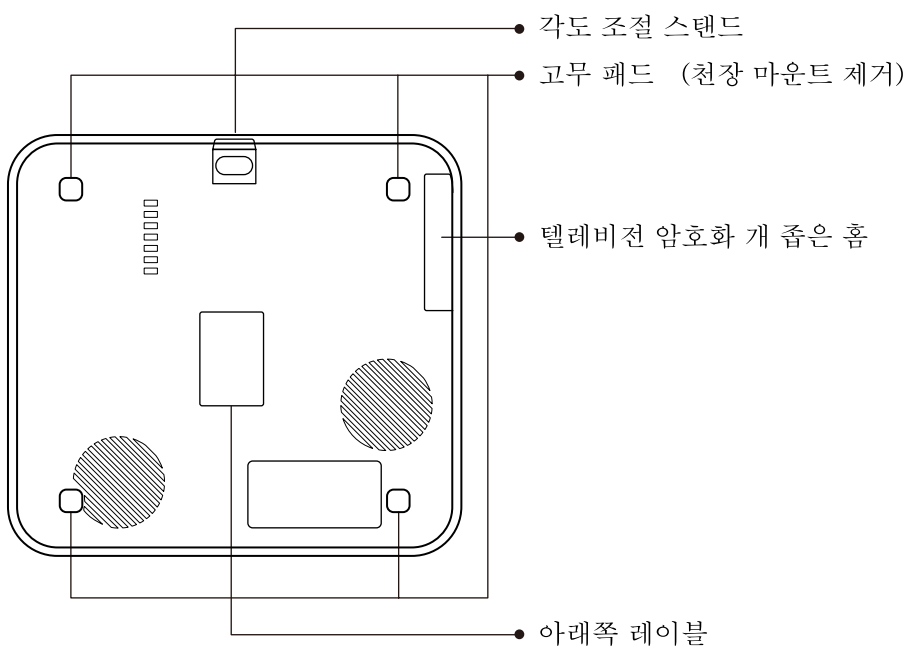 각도 조절 스탠드
고무 패드 (천장 마운트 제거)
텔레비전 암호화 개 좁은 홈
아래쪽 레이블